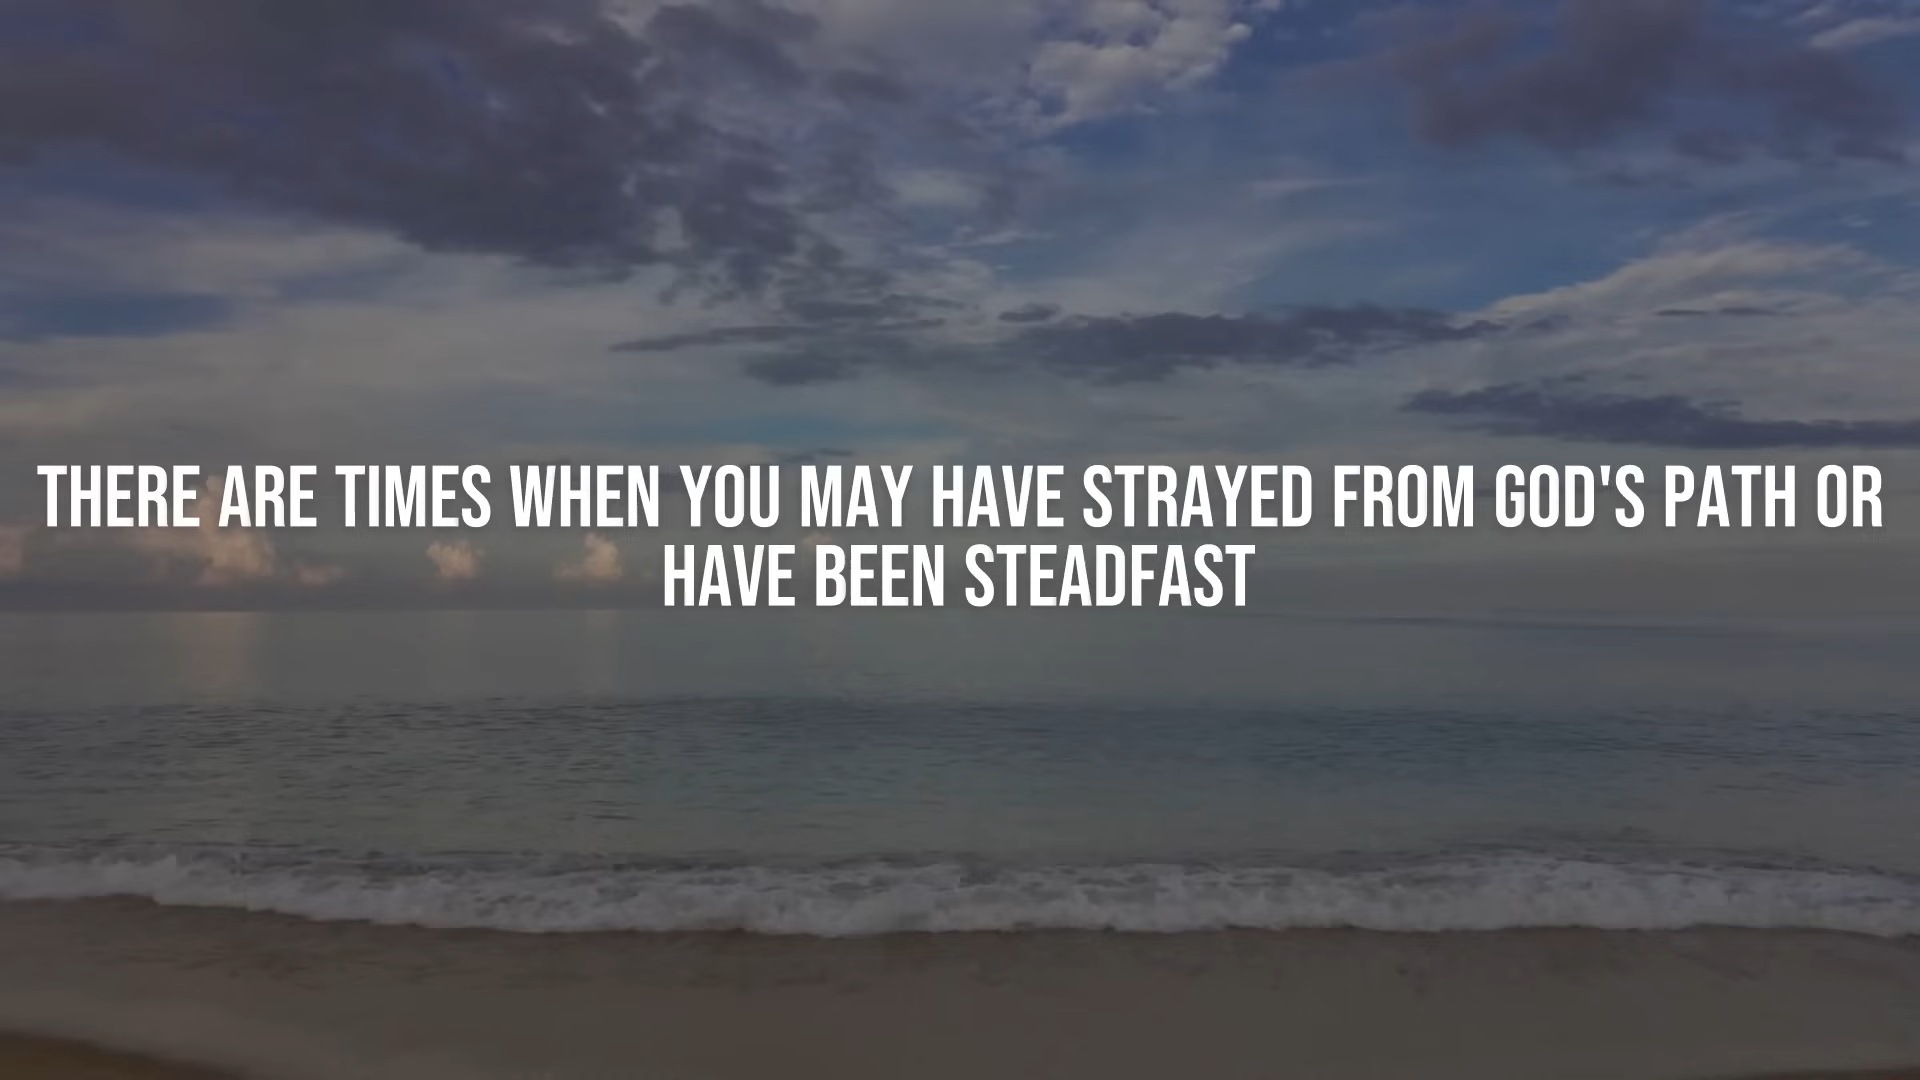 THERE ARE TIMES WHEN YOU MAY HAVE STRAYED FROM GOD'S PATH OR
HAVE BEEN STEADFAST